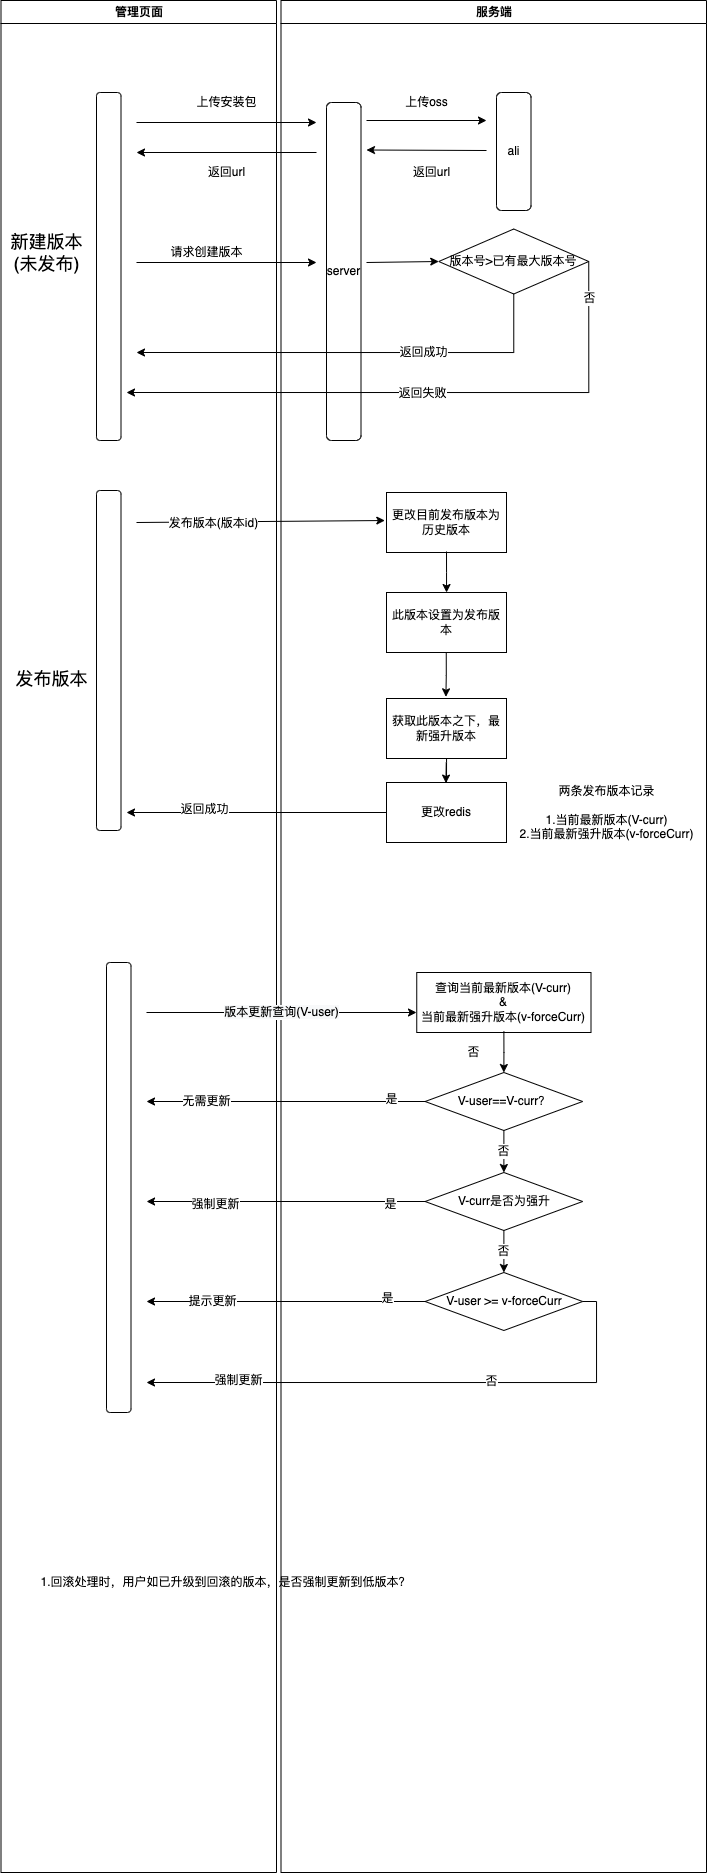 管理页面
服务端
上传安装包
上传oss
ali
返回url
返回url
新建版本
(未发布)
请求创建版本
server
版本号>已有最大版本号
否
返回成功
返回失败
发布版本(版本id)
更改目前发布版本为
历史版本
此版本设置为发布版
本
发布版本
获取此版本之下，最
新强升版本
返回成功
更改redis
两条发布版本记录
1.当前最新版本(V-curr)
2.当前最新强升版本(v-forceCurr)
版本更新查询(V-user)
查询当前最新版本(V-curr)
&
当前最新强升版本(v-forceCurr)
否
无需更新
是
V-user==V-curr?
否
强制更新
是
V-curr是否为强升
否
提示更新
是
V-user >= v-forceCurr
强制更新
否
1.回滚处理时，用户如已升级到回滚的版本，是否强制更新到低版本?